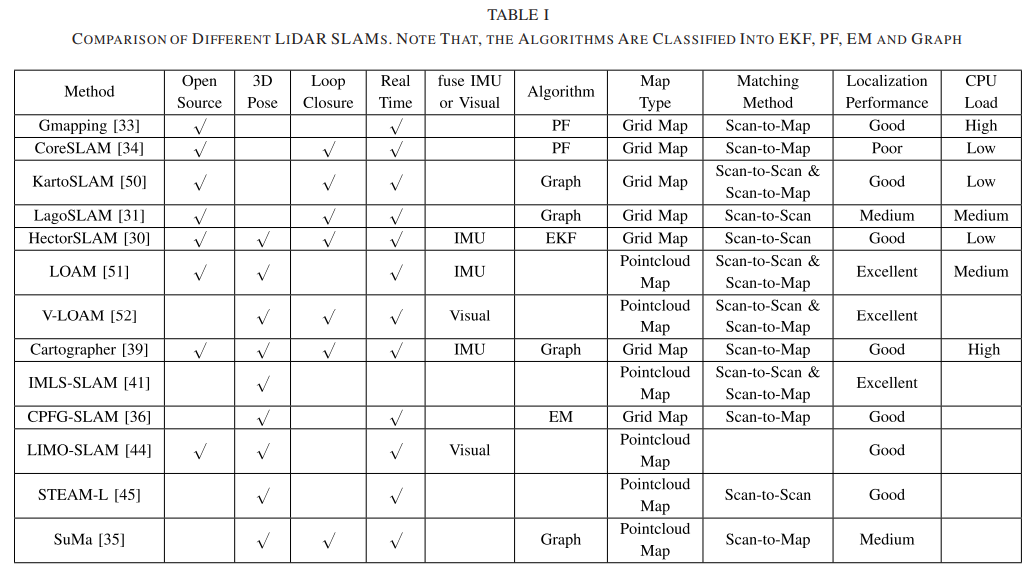 TABLE I
COMPARISON OF DIFFERENT LIDAR SLAMS. NOTE THAT, THE ALGORITHMS ARE CLASSIFIED INTO EKF, PF, EM AND GRAPH
Method | Open Source | 3D Pose | Loop Closure | Real Time | fuse IMU or Visual | Algorithm | Map Type | Matching Method | Localization Performance | CPU Load
Gmapping [33] | √ | | | √ | | PF | Grid Map | Scan-to-Map | Good | High
CoreSLAM [34] | √ | | √ | √ | | PF | Grid Map | Scan-to-Map | Poor | Low
KartoSLAM [50] | √ | | √ | √ | | Graph | Grid Map | Scan-to-Scan & Scan-to-Map | Good | Low
LagoSLAM [31] | √ | | √ | √ | | Graph | Grid Map | Scan-to-Scan | Medium | Medium
HectorSLAM [30] | √ | √ | √ | √ | IMU | EKF | Grid Map | Scan-to-Scan | Good | Low
LOAM [51] | √ | √ | | √ | IMU | | Pointcloud Map | Scan-to-Scan & Scan-to-Map | Excellent | Medium
V-LOAM [52] | | √ | √ | √ | Visual | | Pointcloud Map | Scan-to-Scan & Scan-to-Map | Excellent |
Cartographer [39] | √ | √ | √ | √ | IMU | Graph | Grid Map | Scan-to-Map | Good | High
IMLS-SLAM [41] | | √ | | | | | Pointcloud Map | Scan-to-Scan & Scan-to-Map | Excellent |
CPFG-SLAM [36] | | √ | | √ | | EM | Grid Map | Scan-to-Map | Good |
LIMO-SLAM [44] | √ | √ | | √ | Visual | | Pointcloud Map | | Good |
STEAM-L [45] | | √ | | √ | | | Pointcloud Map | Scan-to-Scan | Good |
SuMa [35] | | √ | √ | √ | | Graph | Pointcloud Map | Scan-to-Map | Medium |